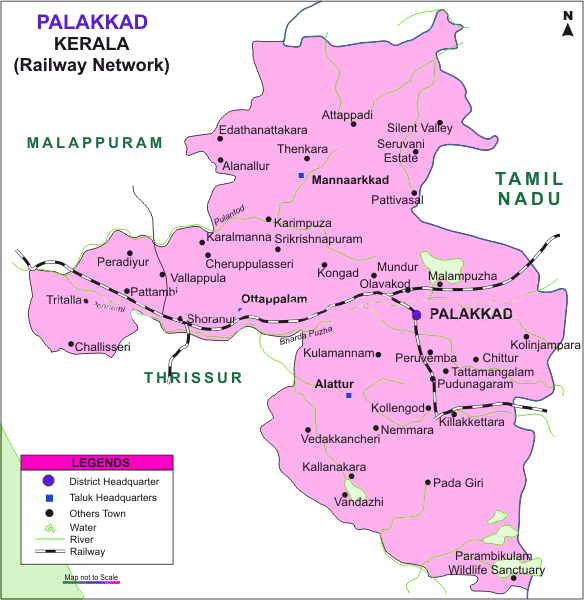 PALAKKAD
KERALA
(Railway Network)
N
MALAPPURAM
TAMIL
NADU
Attappadi
Edathanattakara
Silent Valley
Thenkara
Seruvani
Estate
Alanallur
Mannaarkkad
Pattivasal
Pulantod
Karimpuza
Karalmanna
Srikrishnapuram
Peradiyur
Cheruppulasseri
Kongad
Mundur
Vallappula
Malampuzha
Olavakod
Pattambi
Tritalla
Ottappalam
Shoranur
PALAKKAD
Bharda Puzha
Kolinjampara
Challisseri
Kulamannam
Peruvemba
Chittur
THRISSUR
Tattamangalam
Alattur
Pudunagaram
Kollengod
Killakkettara
Nemmara
Vedakkancheri
Kallanakara
Pada Giri
Vandazhi
Parambikulam
Wildlife Sanctuary
LEGENDS
District Headquarter
Taluk Headquarters
Others Town
Water
River
Railway
Map not to Scale